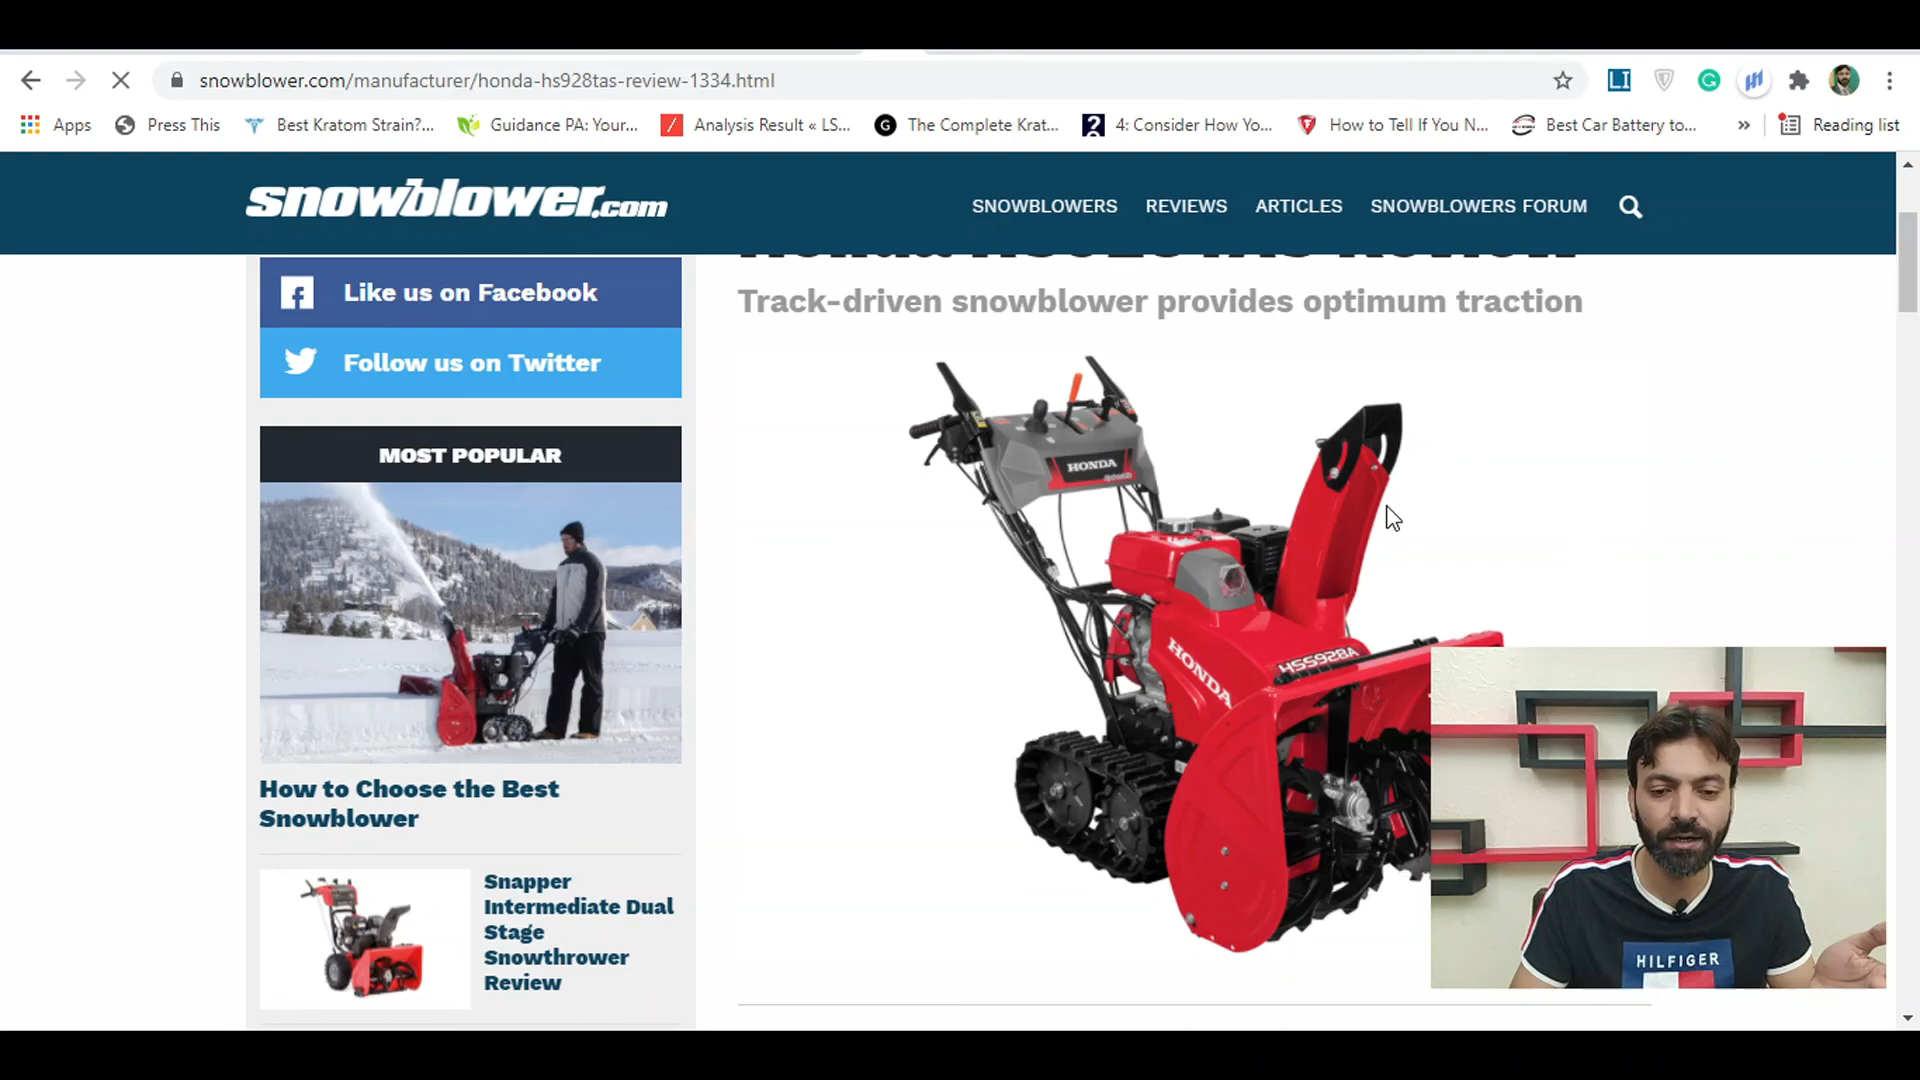 snowblower.com/manufacturer/honda-hs928tas-review-1334.html
Apps Press This Best Kratom Strain?... Guidance PA: Your... Analysis Result « LS... The Complete Krat... 4: Consider How Yo... How to Tell If You N... Best Car Battery to... » Reading list
snowblower.com
SNOWBLOWERS REVIEWS ARTICLES SNOWBLOWERS FORUM
Like us on Facebook
Follow us on Twitter
MOST POPULAR
How to Choose the Best
Snowblower
Snapper
Intermediate Dual
Stage
Snowthrower
Review
Track-driven snowblower provides optimum traction
HONDA
HONDA
HSS928A
HILFIGER